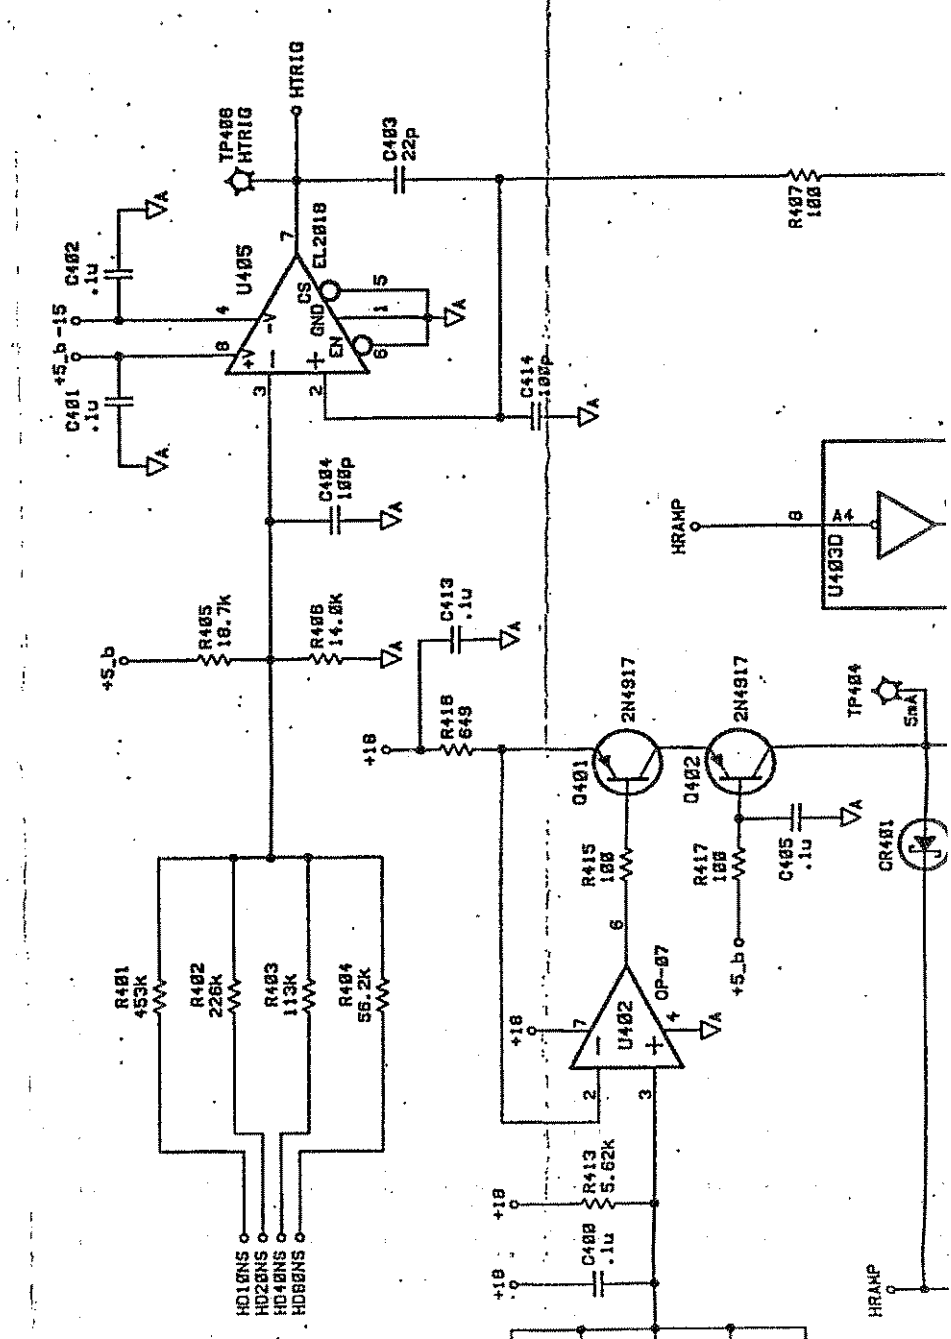 HD10NS
HD20NS
HD40NS
HD80NS
R401
453k
R402
226k
R403
113k
R404
56.2k
+5_b
R405
18.7k
R406
14.0k
C404
100p
+5_b
-15
C401
.1u
C402
.1u
3
2
8
4
+V
-V
−
+
EN
GND
CS
6
1
5
7
U405
EL2018
TP406
HTRIG
HTRIG
C403
22p
C414
100p
R407
100
A
A
A
A
A
A
+18
R418
649
C413
.1u
A
HRAMP
8
A4
U403D
+18
C400
.1u
+18
R413
5.62k
2
3
+18
7
−
+
U402
4
A
OP-07
6
R415
100
Q401
2N4917
+5_b
R417
100
C405
.1u
A
Q402
2N4917
TP404
5mA
CR401
HRAMP